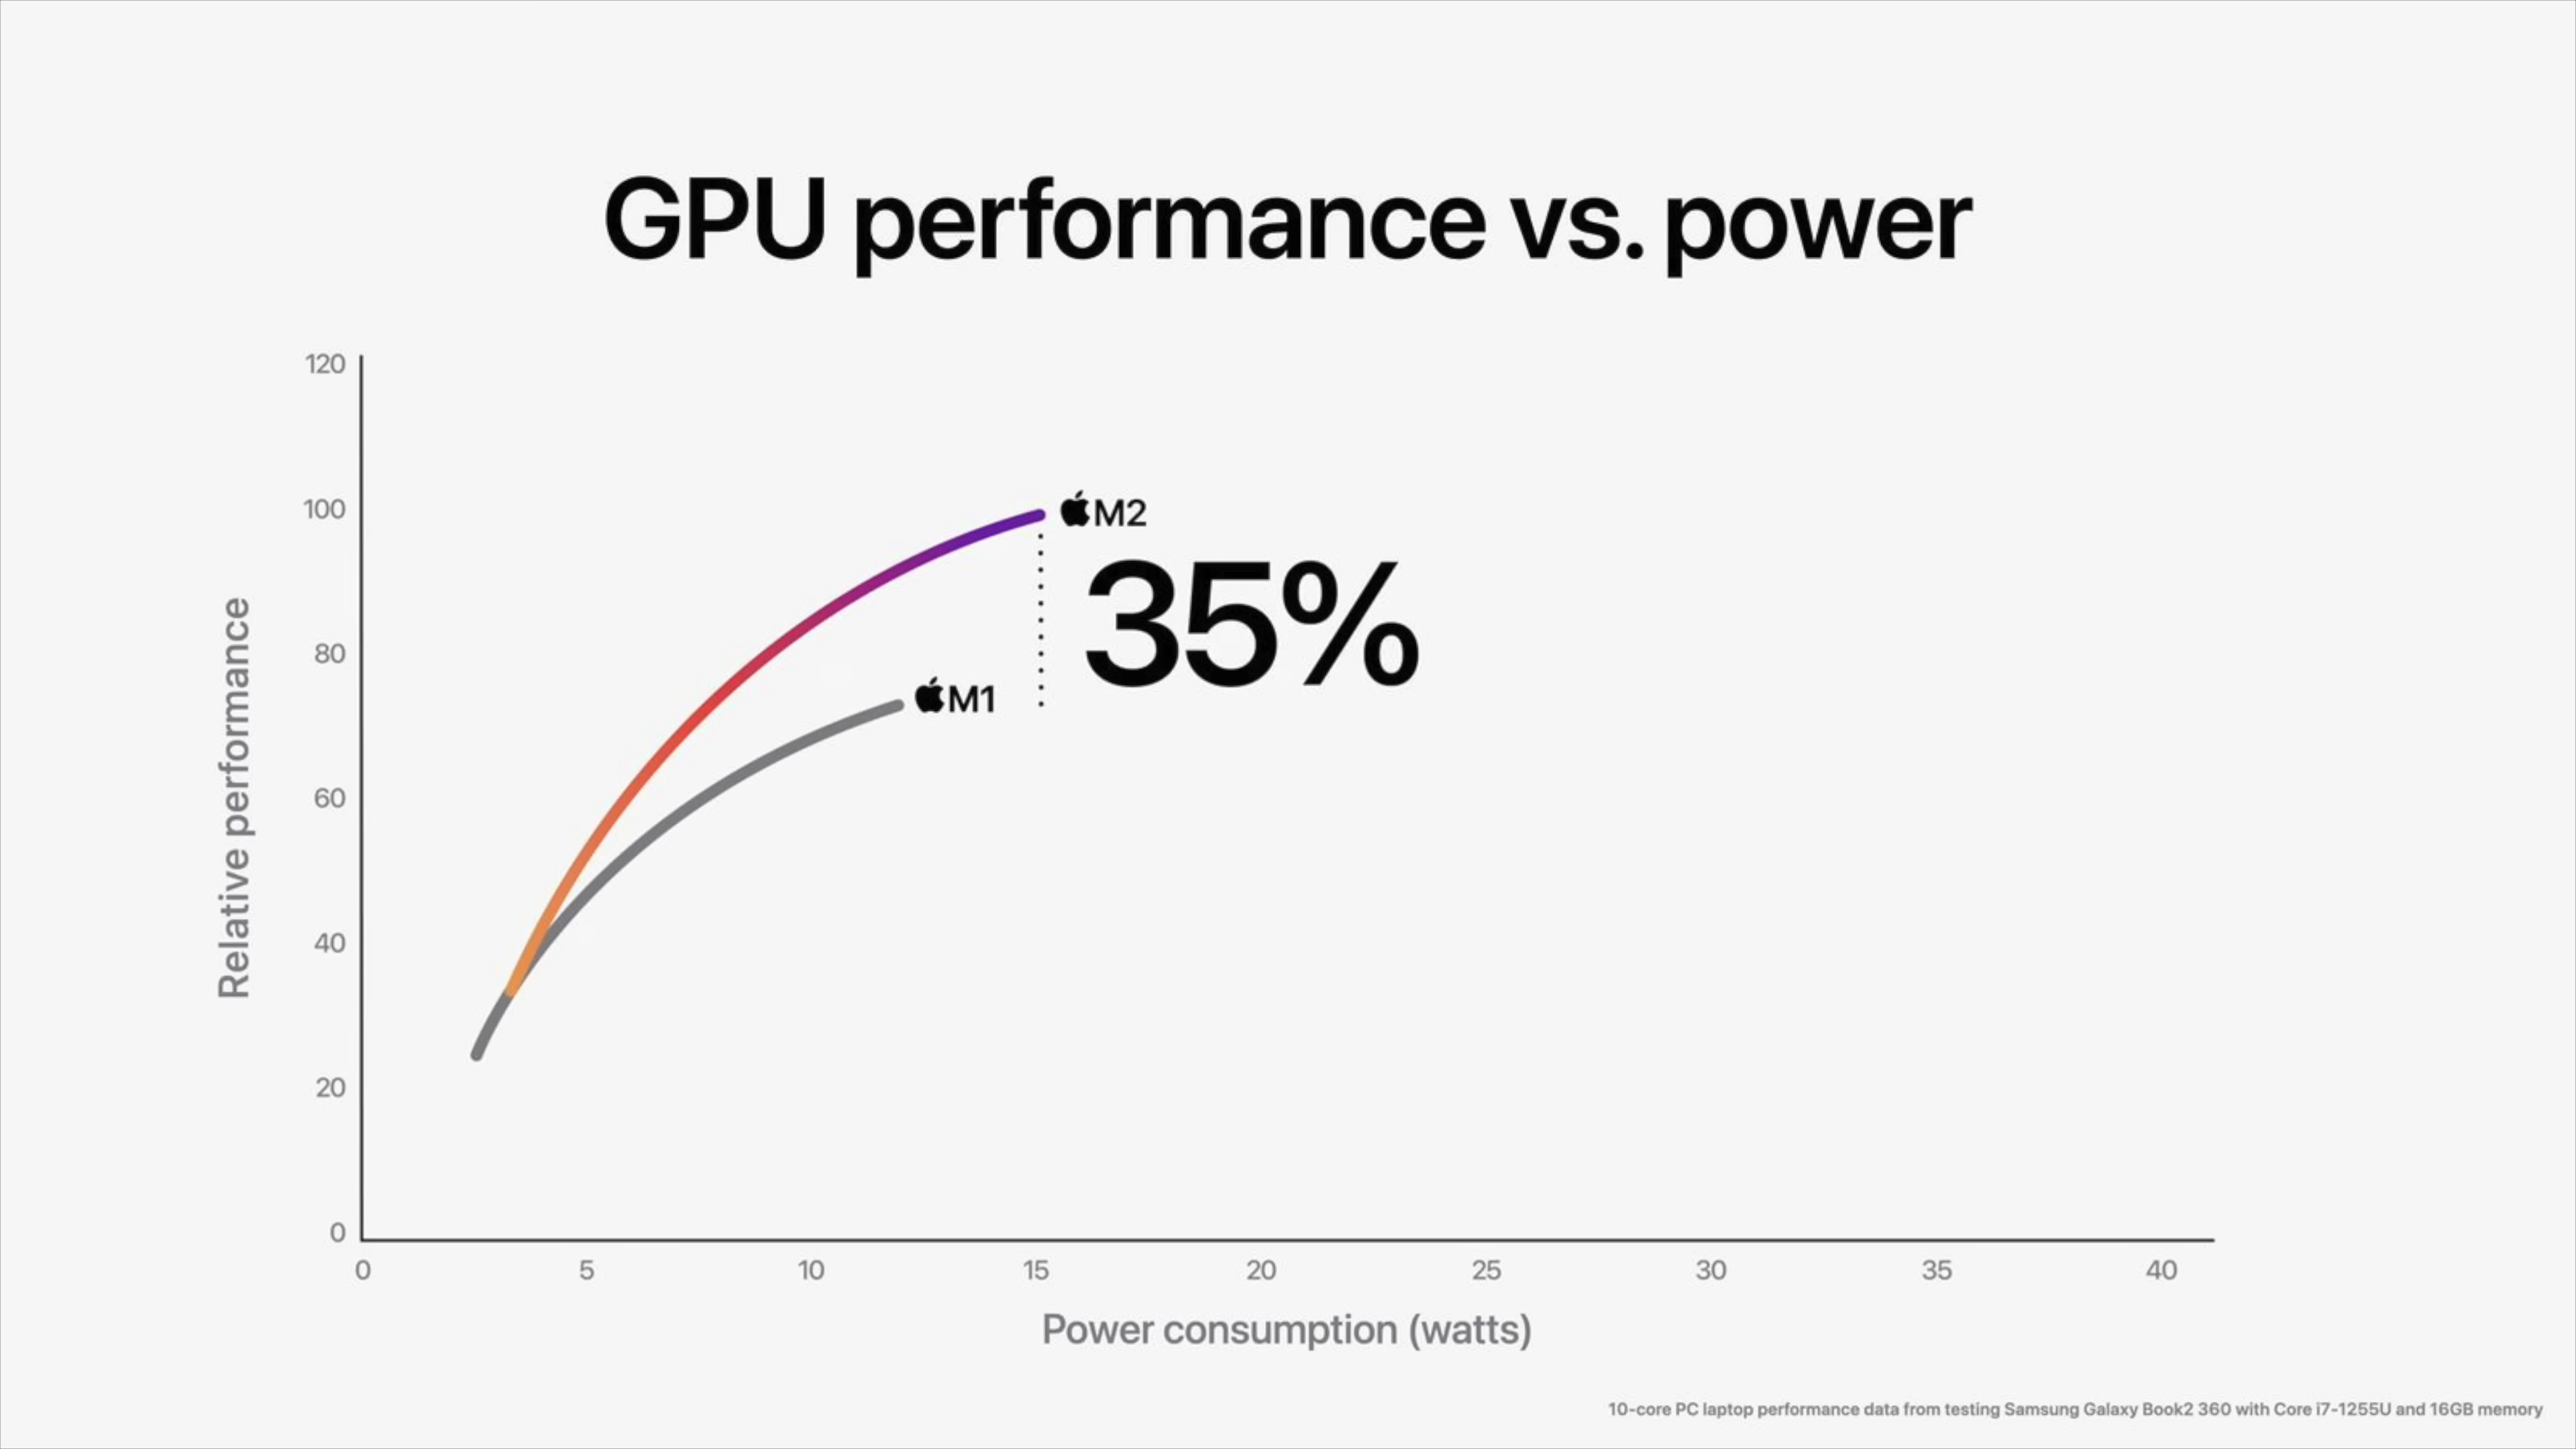 GPU performance vs. power
120
100
80
60
40
20
0
Relative performance
M2
35%
M1
0 5 10 15 20 25 30 35 40
Power consumption (watts)
10-core PC laptop performance data from testing Samsung Galaxy Book2 360 with Core i7-1255U and 16GB memory